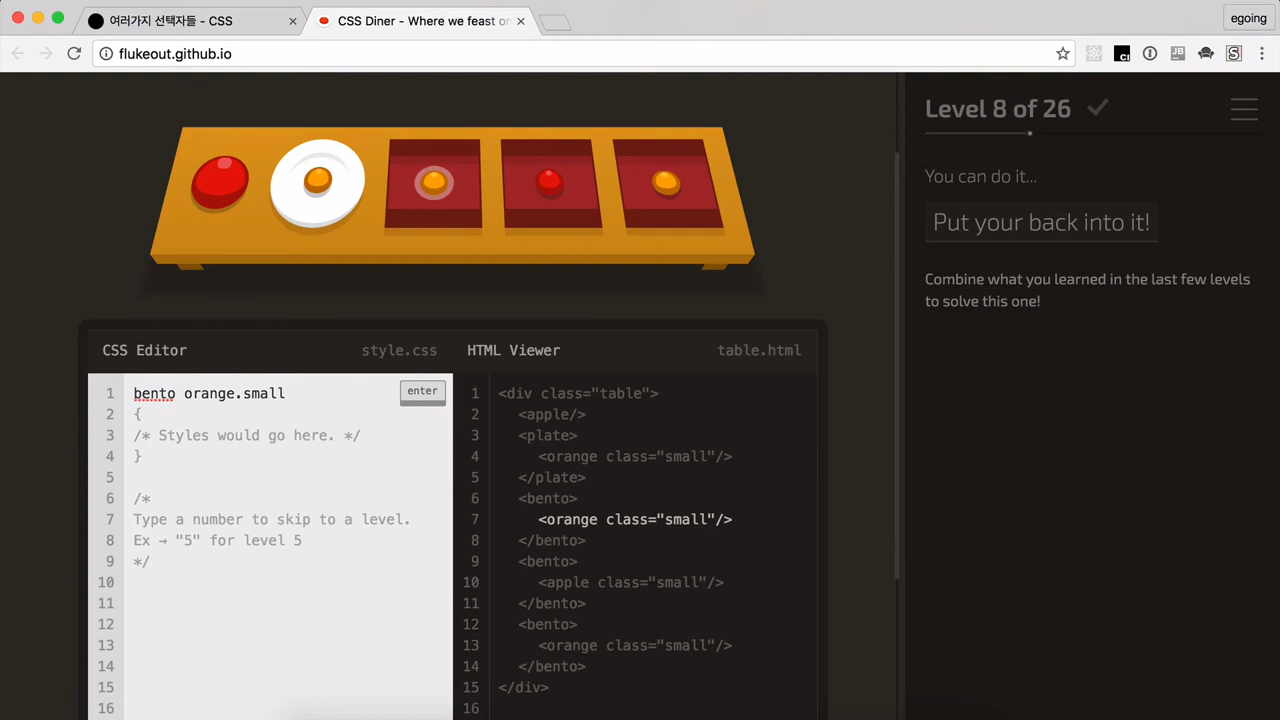 여러가지 선택자들 - CSS
CSS Diner - Where we feast on
egoing
flukeout.github.io
Level 8 of 26
You can do it...
Put your back into it!
Combine what you learned in the last few levels
to solve this one!
CSS Editor
style.css
HTML Viewer
table.html
1 bento orange.small
enter
2 {
3 /* Styles would go here. */
4 }
5
6 /*
7 Type a number to skip to a level.
8 Ex → "5" for level 5
9 */
10
11
12
13
14
15
16
1 <div class="table">
2 <apple/>
3 <plate>
4 <orange class="small"/>
5 </plate>
6 <bento>
7 <orange class="small"/>
8 </bento>
9 <bento>
10 <apple class="small"/>
11 </bento>
12 <bento>
13 <orange class="small"/>
14 </bento>
15 </div>
16